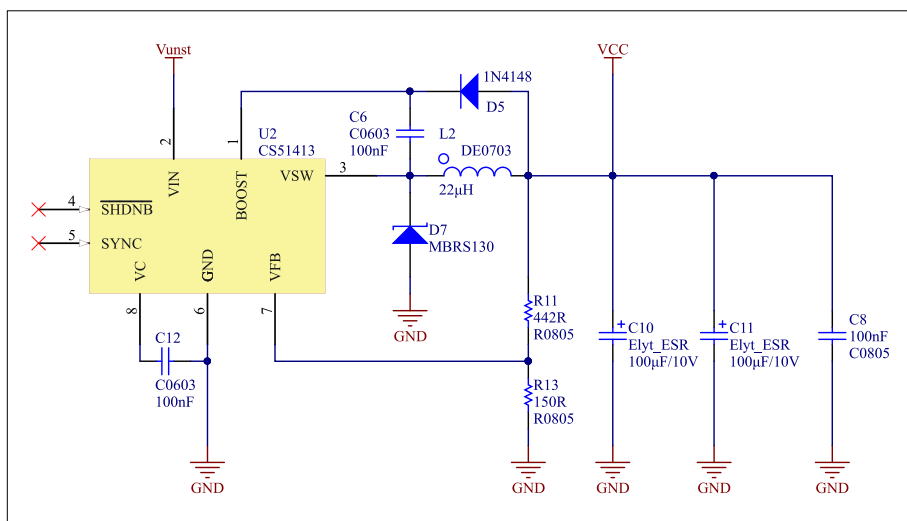 Vunst
VCC
1N4148
D5
C6
C0603
100nF
L2
DE0703
22µH
U2
CS51413
2
1
3
VIN
BOOST
VSW
4
SHDNB
5
SYNC
VC
GND
VFB
8
6
7
D7
MBRS130
GND
C12
C0603
100nF
R11
442R
R0805
R13
150R
R0805
C10
Elyt_ESR
100µF/10V
C11
Elyt_ESR
100µF/10V
C8
100nF
C0805
GND
GND
GND
GND
GND